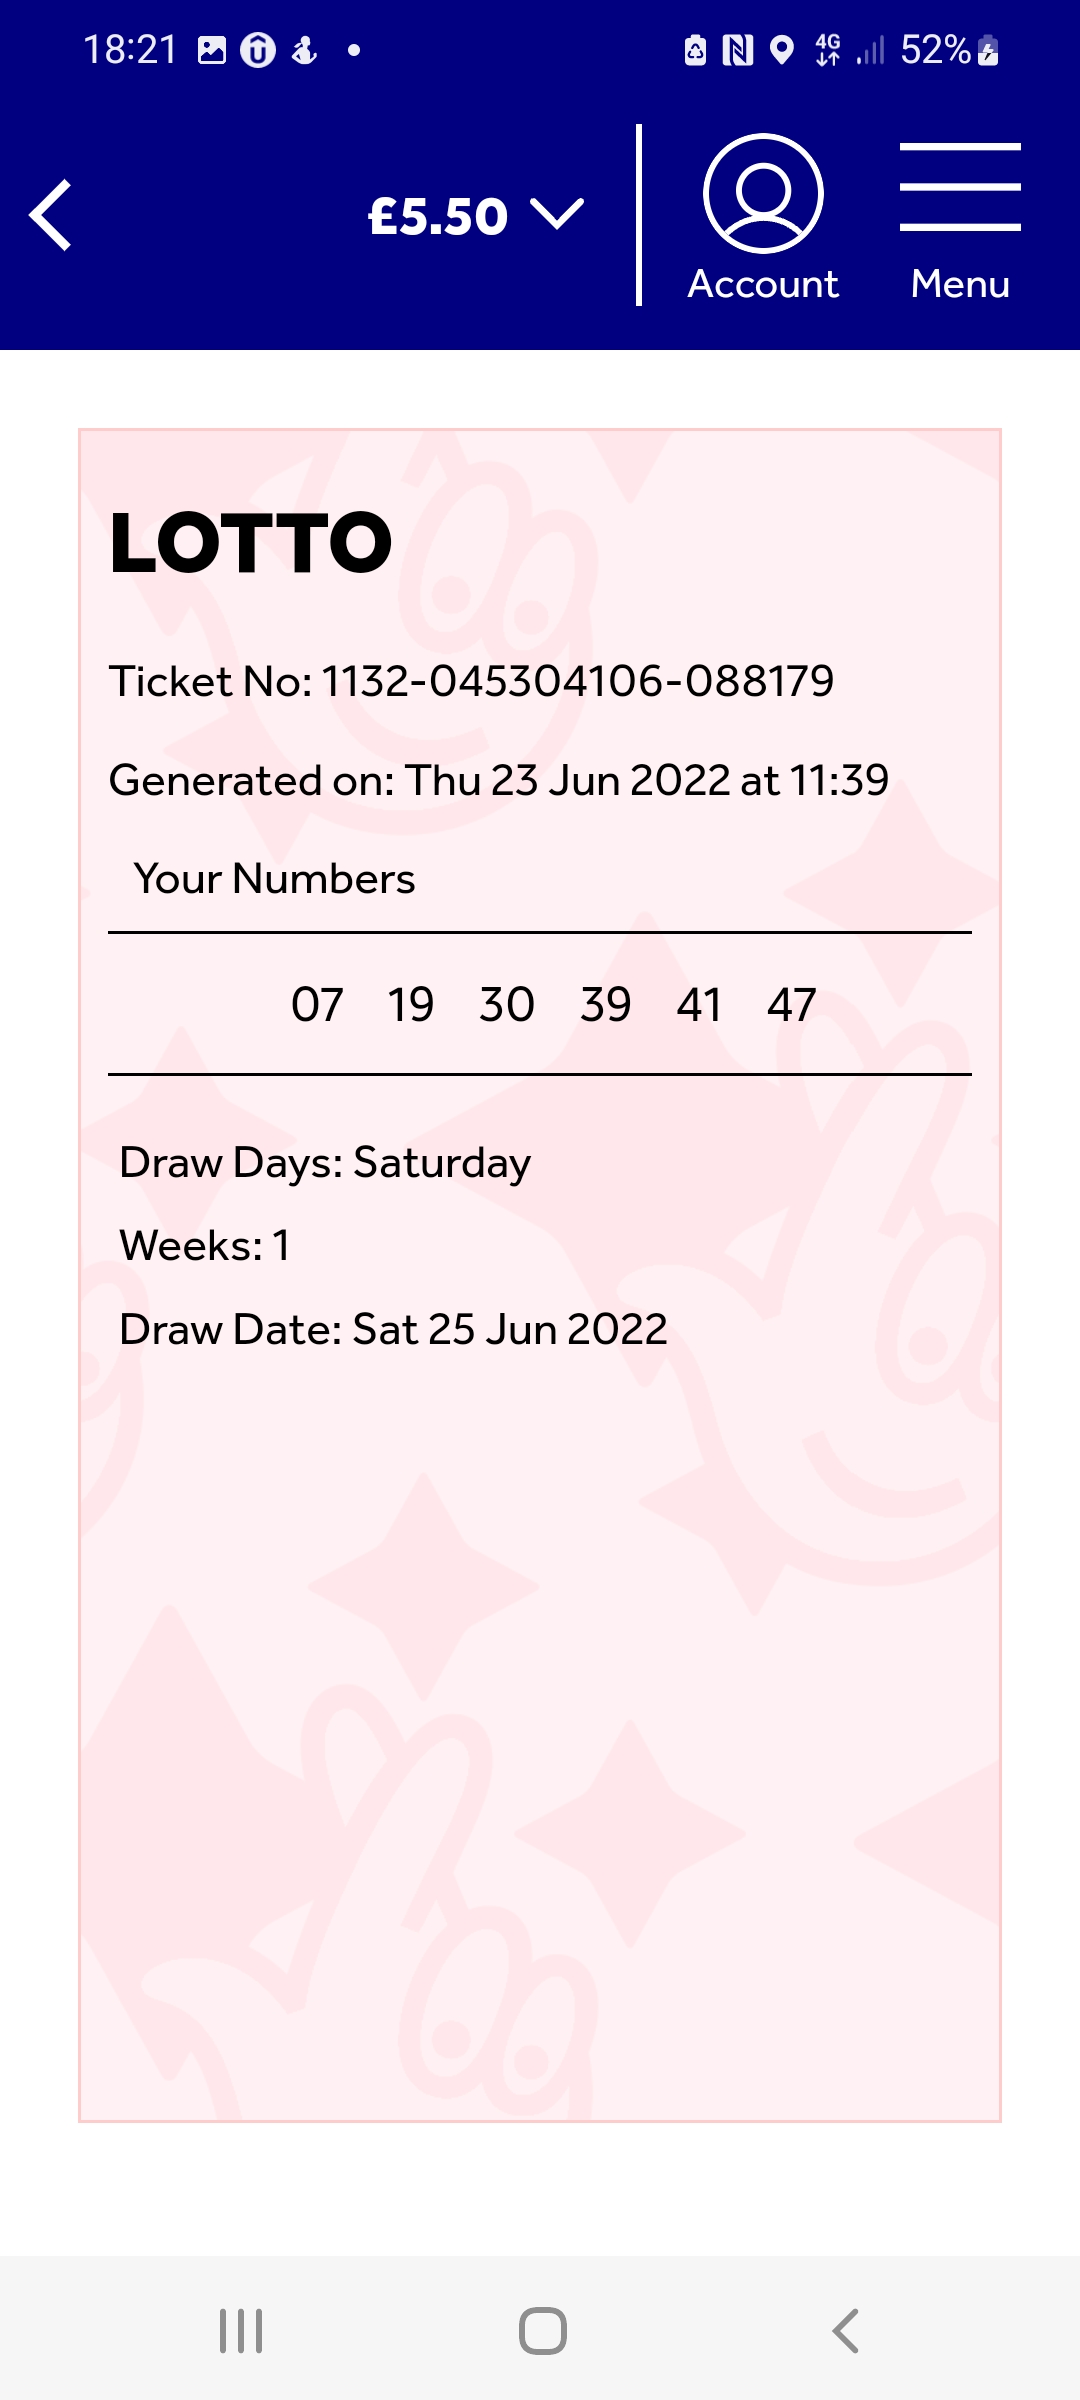 18:21 4G 52%
£5.50
Account Menu
LOTTO
Ticket No: 1132-045304106-088179
Generated on: Thu 23 Jun 2022 at 11:39
Your Numbers
07 19 30 39 41 47
Draw Days: Saturday
Weeks: 1
Draw Date: Sat 25 Jun 2022